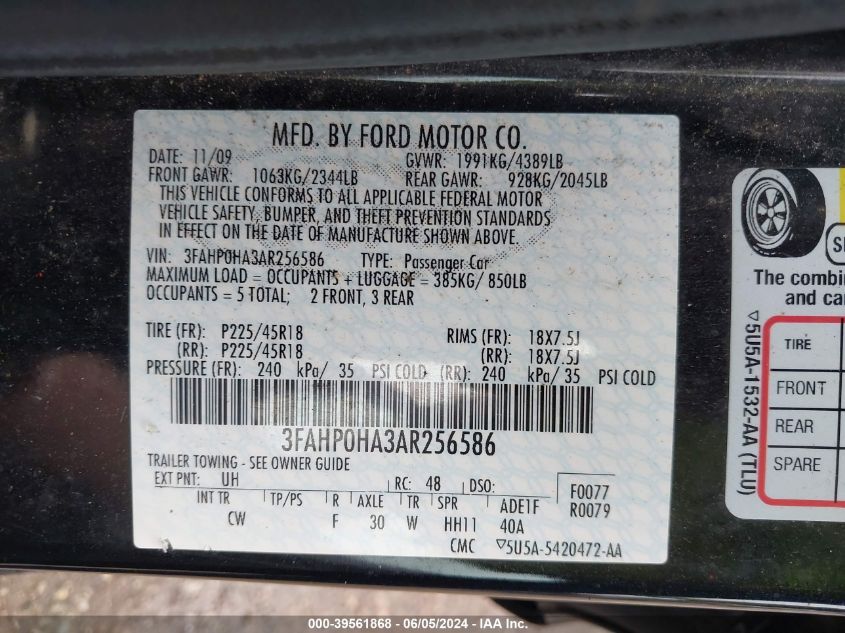 MFD. BY FORD MOTOR CO.
DATE: 11/09 GVWR: 1991KG/4389LB
FRONT GAWR: 1063KG/2344LB REAR GAWR: 928KG/2045LB
THIS VEHICLE CONFORMS TO ALL APPLICABLE FEDERAL MOTOR
VEHICLE SAFETY, BUMPER, AND THEFT PREVENTION STANDARDS
IN EFFECT ON THE DATE OF MANUFACTURE SHOWN ABOVE.
VIN: 3FAHP0HA3AR256586 TYPE: Passenger Car
MAXIMUM LOAD = OCCUPANTS + LUGGAGE = 385KG/ 850LB
OCCUPANTS = 5 TOTAL; 2 FRONT, 3 REAR
TIRE (FR): P225/45R18 RIMS (FR): 18X7.5J
(RR): P225/45R18 (RR): 18X7.5J
PRESSURE (FR): 240 kPa/ 35 PSI COLD (RR): 240 kPa/ 35 PSI COLD
3FAHP0HA3AR256586
TRAILER TOWING - SEE OWNER GUIDE
EXT PNT: UH RC: 48 DSO: F0077
INT TR TP/PS R AXLE TR SPR ADE1F R0079
CW F 30 W HH11 40A
CMC ▽5U5A-5420472-AA
The combin
and ca
▽5U5A-1532-AA (TLU)
TIRE
FRONT
REAR
SPARE
000-39561868 - 06/05/2024 - IAA Inc.